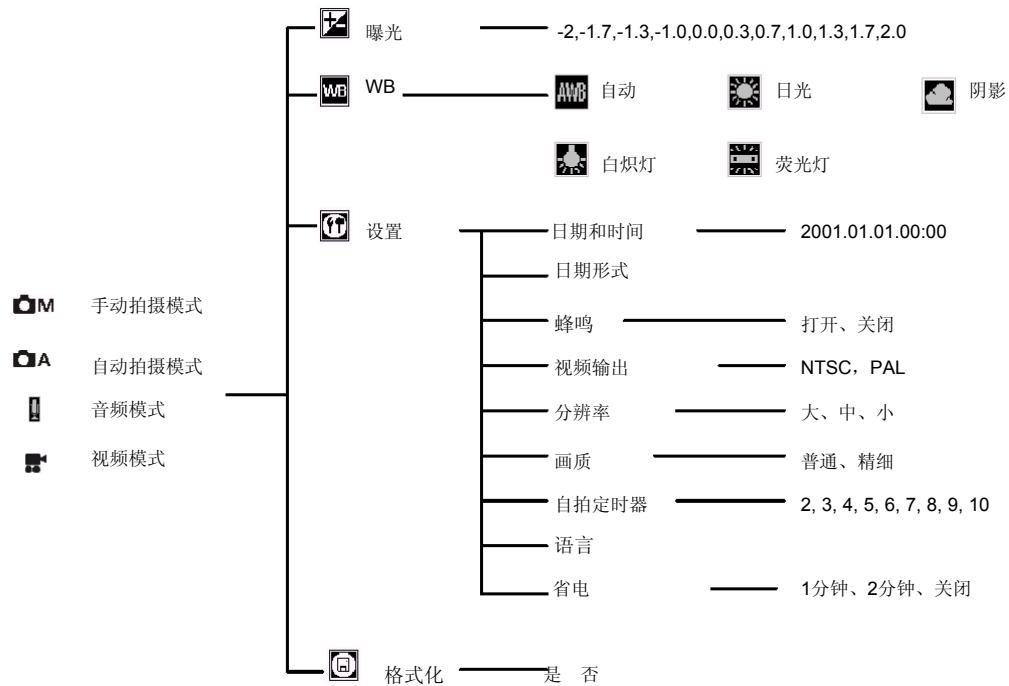 曝光 -2,-1.7,-1.3,-1.0,0.0,0.3,0.7,1.0,1.3,1.7,2.0
WB WB AWB 自动 日光 阴影
白炽灯 荧光灯
设置 日期和时间 2001.01.01.00:00
日期形式
M 手动拍摄模式
蜂鸣 打开、关闭
A 自动拍摄模式
视频输出 NTSC，PAL
音频模式
分辨率 大、中、小
视频模式
画质 普通、精细
自拍定时器 2, 3, 4, 5, 6, 7, 8, 9, 10
语言
省电 1分钟、2分钟、关闭
格式化 是 否